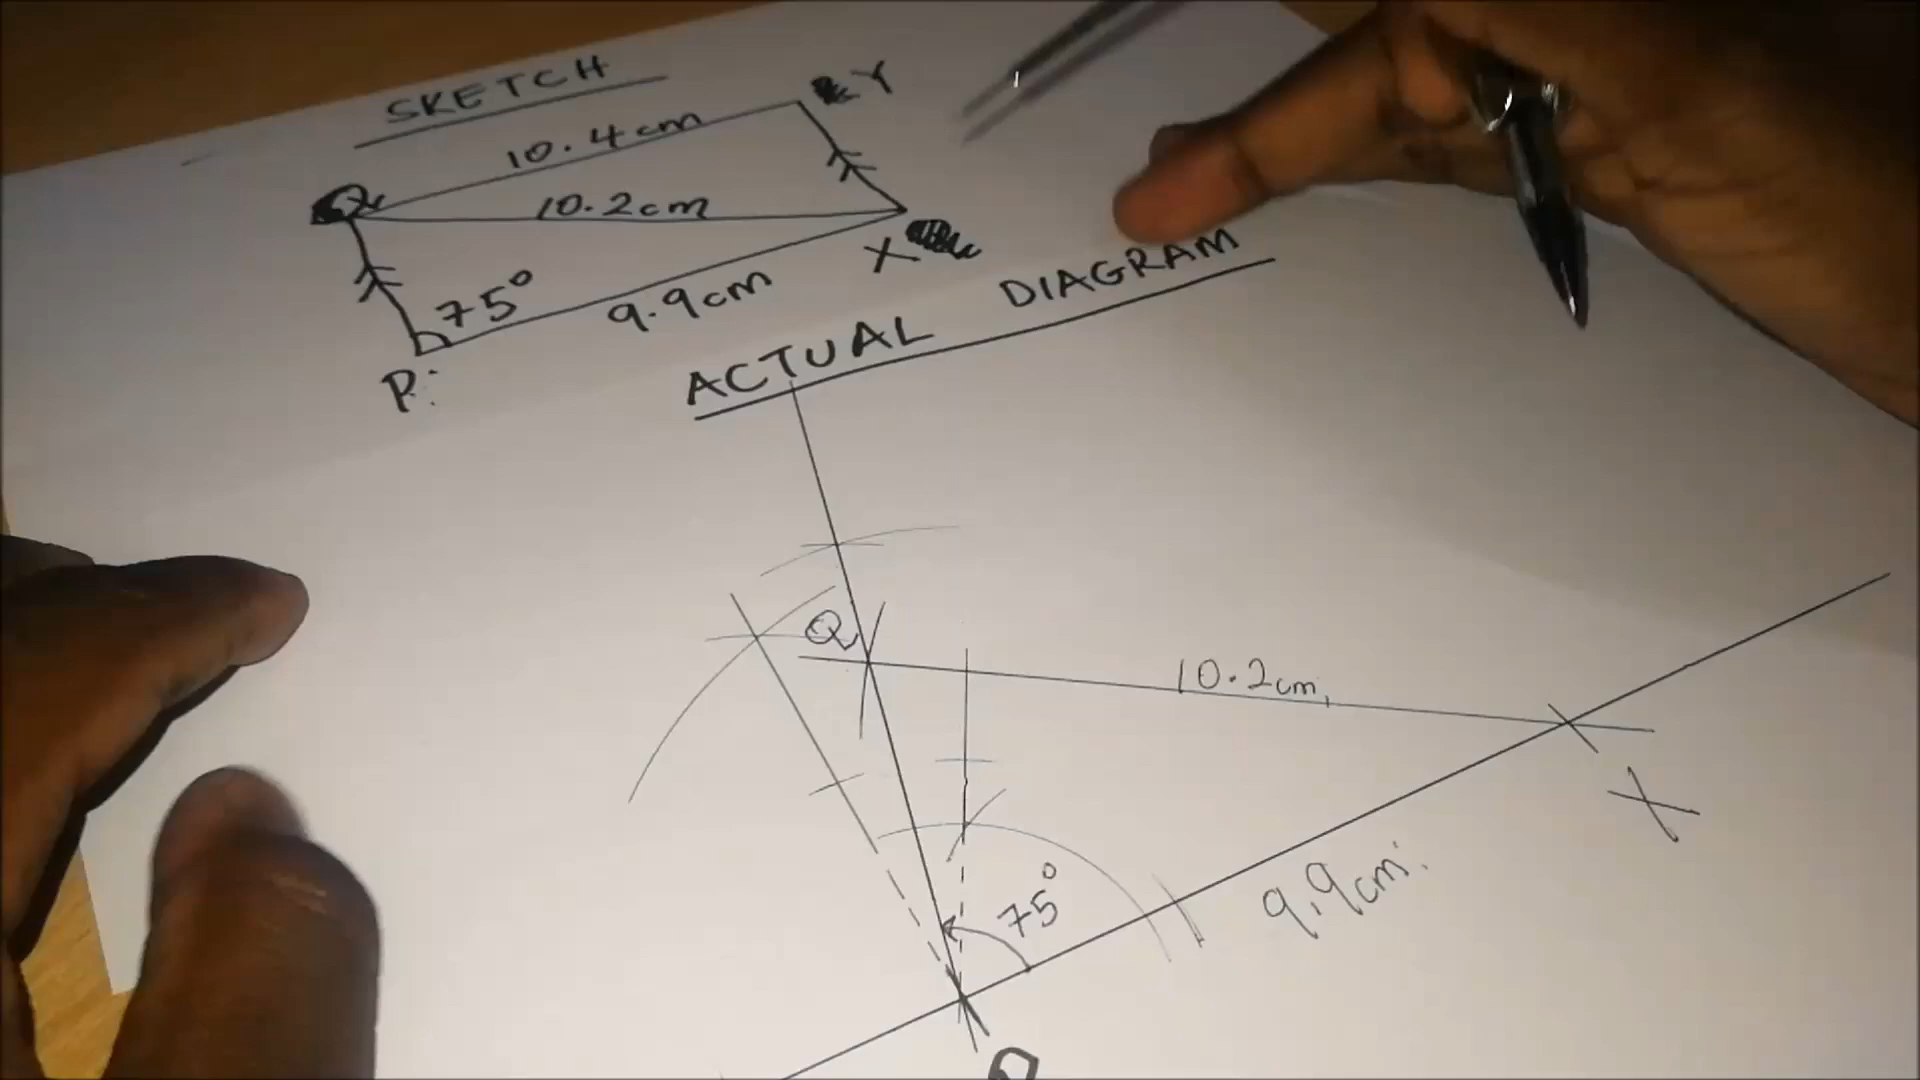 SKETCH
Y
10.4cm
Q
10.2cm
X
75°
9.9cm
P
ACTUAL DIAGRAM
Q
10.2cm
X
75°
9.9cm